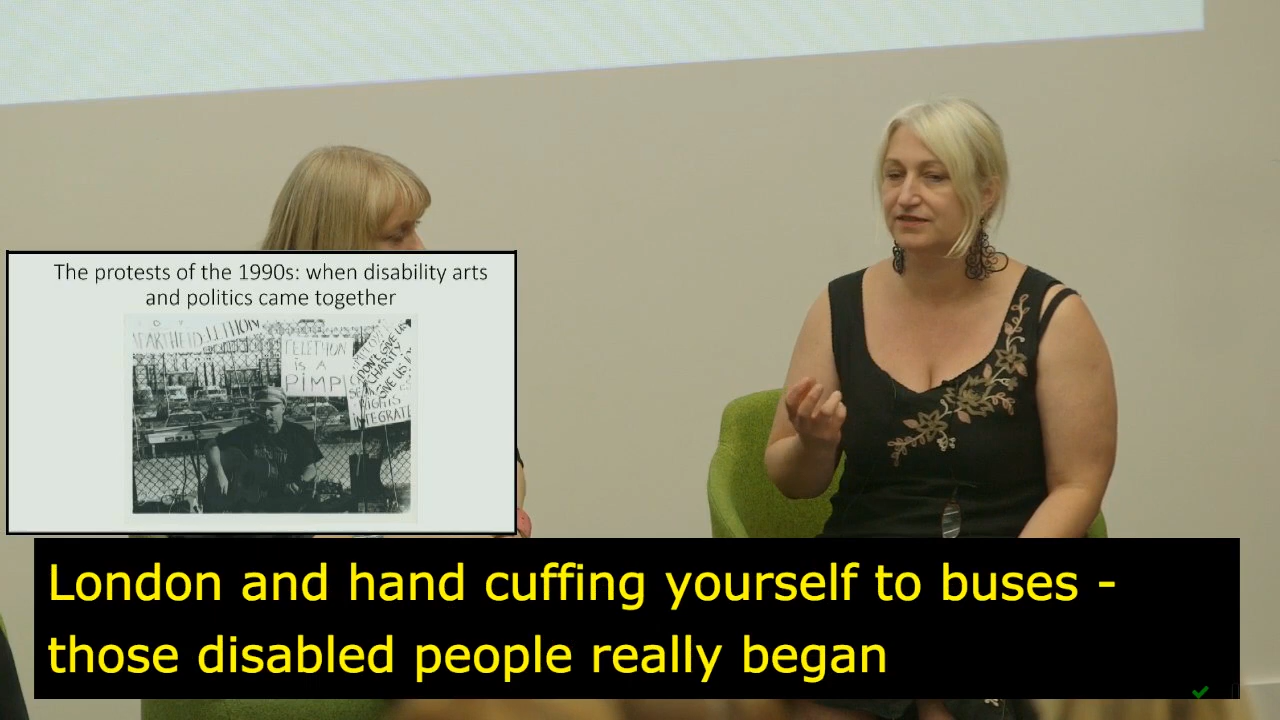 The protests of the 1990s: when disability arts
and politics came together
TELETHON
IS A
PIMP
RIGHTS
INTEGRATE
London and hand cuffing yourself to buses -
those disabled people really began